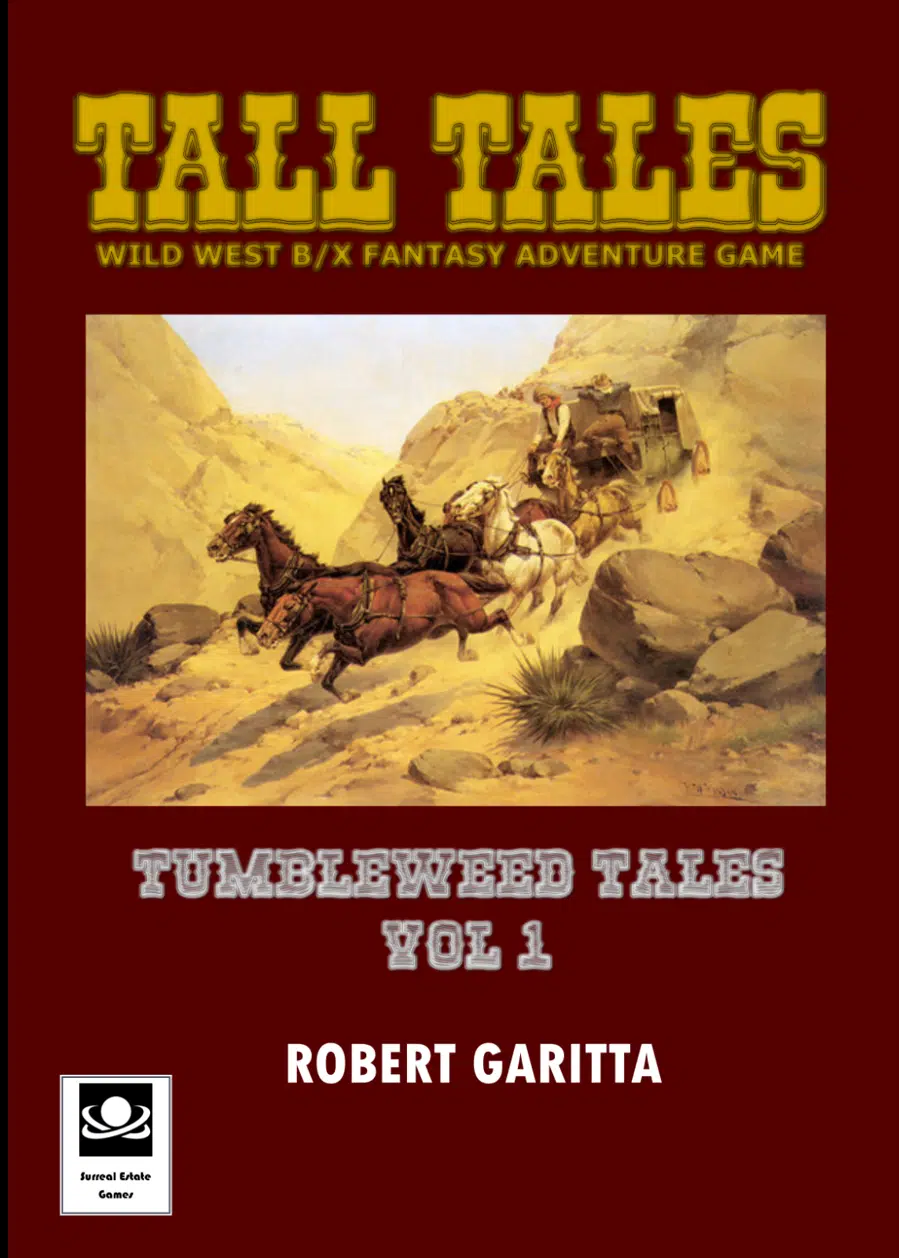 TALL TALES
WILD WEST B/X FANTASY ADVENTURE GAME
TUMBLEWEED TALES
VOL 1
ROBERT GARITTA
Surreal Estate
Games